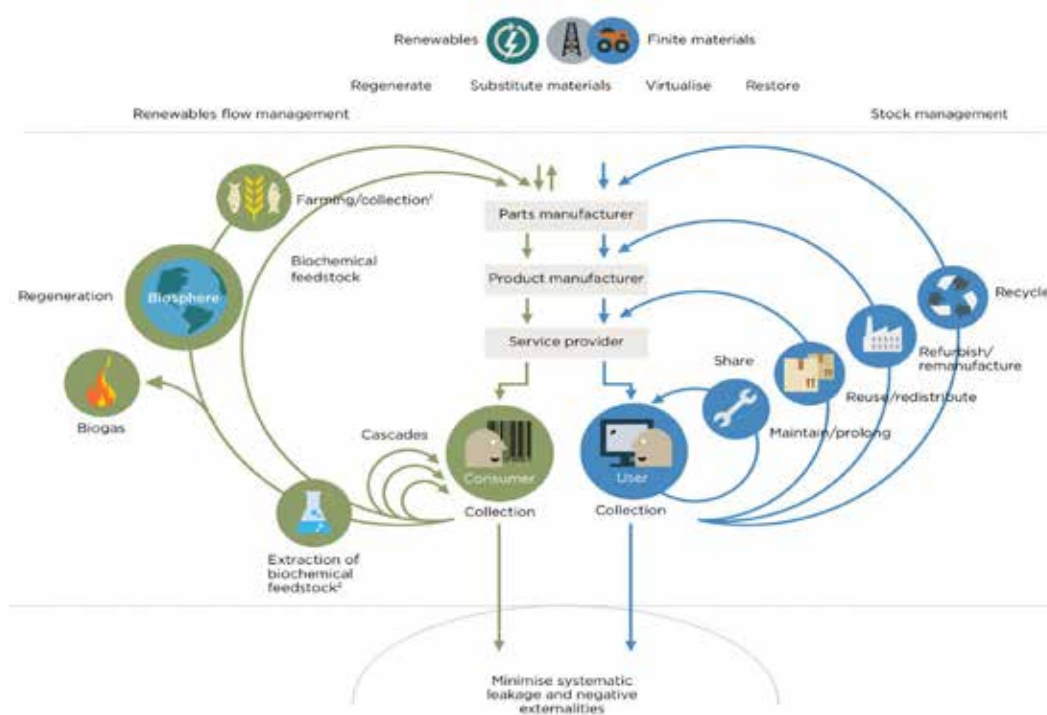 Renewables
Finite materials
Regenerate
Substitute materials
Virtualise
Restore
Renewables flow management
Stock management
Farming/collection¹
Parts manufacturer
Biochemical
feedstock
Product manufacturer
Regeneration
Biosphere
Recycle
Service provider
Share
Refurbish/
remanufacture
Reuse/redistribute
Biogas
Cascades
Maintain/prolong
Consumer
User
Collection
Collection
Extraction of
biochemical
feedstock²
Minimise systematic
leakage and negative
externalities